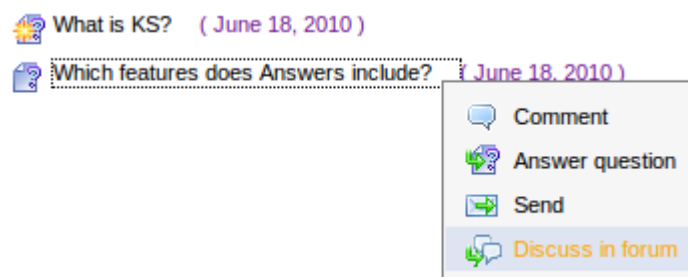 What is KS? ( June 18, 2010 )
Which features does Answers include? ( June 18, 2010 )
Comment
Answer question
Send
Discuss in forum